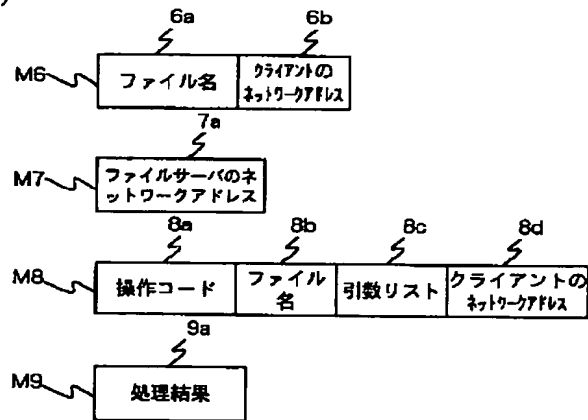 6a 6b
M6 ファイル名 クライアントの
ネットワークアドレス
7a
M7 ファイルサーバのネ
ットワークアドレス
8a 8b 8c 8d
M8 操作コード ファイル
名 引数リスト クライアントの
ネットワークアドレス
9a
M9 処理結果